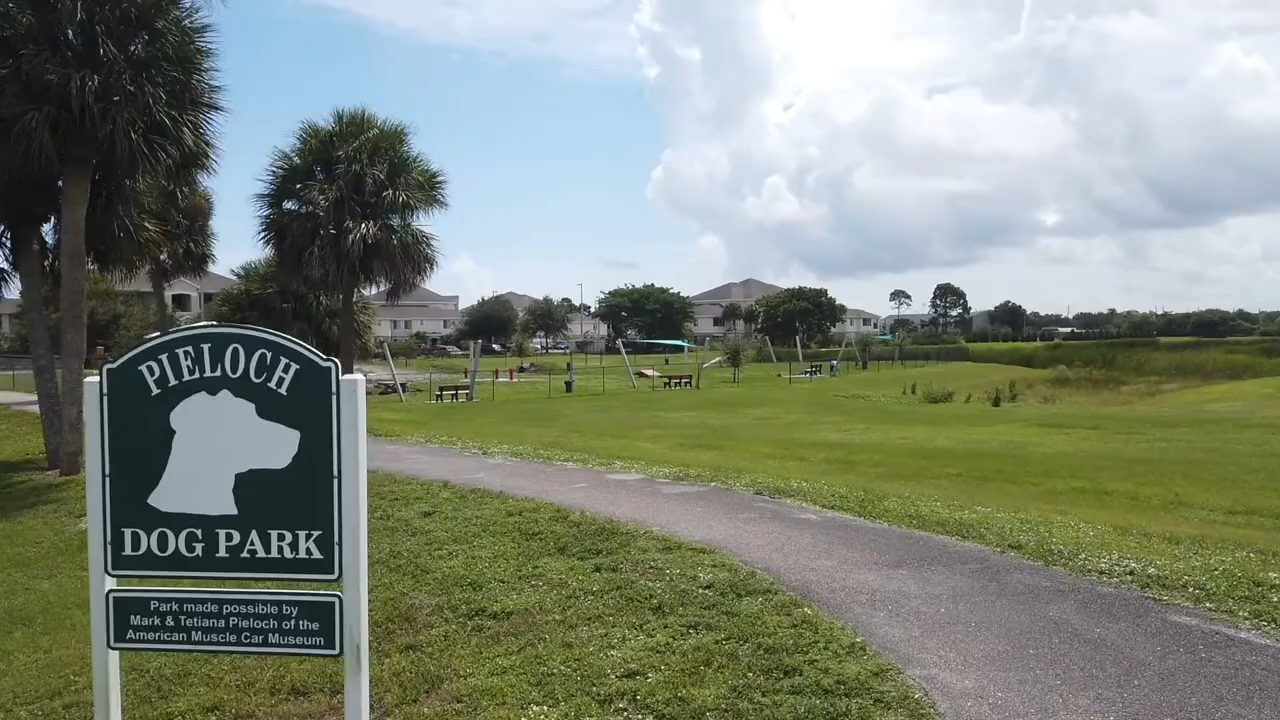 PIELOCH
DOG PARK
Park made possible by
Mark & Tetiana Pieloch of the
American Muscle Car Museum